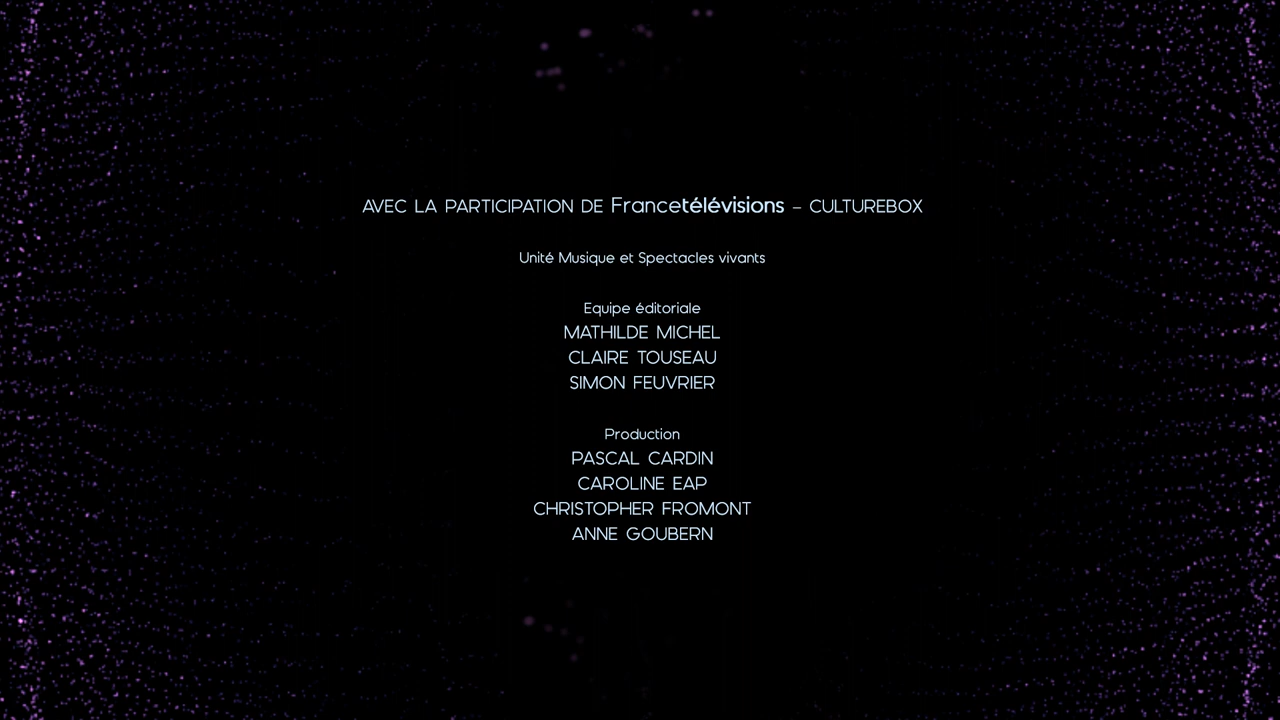 AVEC LA PARTICIPATION DE Francetélévisions – CULTUREBOX
Unité Musique et Spectacles vivants
Equipe éditoriale
MATHILDE MICHEL
CLAIRE TOUSEAU
SIMON FEUVRIER
Production
PASCAL CARDIN
CAROLINE EAP
CHRISTOPHER FROMONT
ANNE GOUBERN